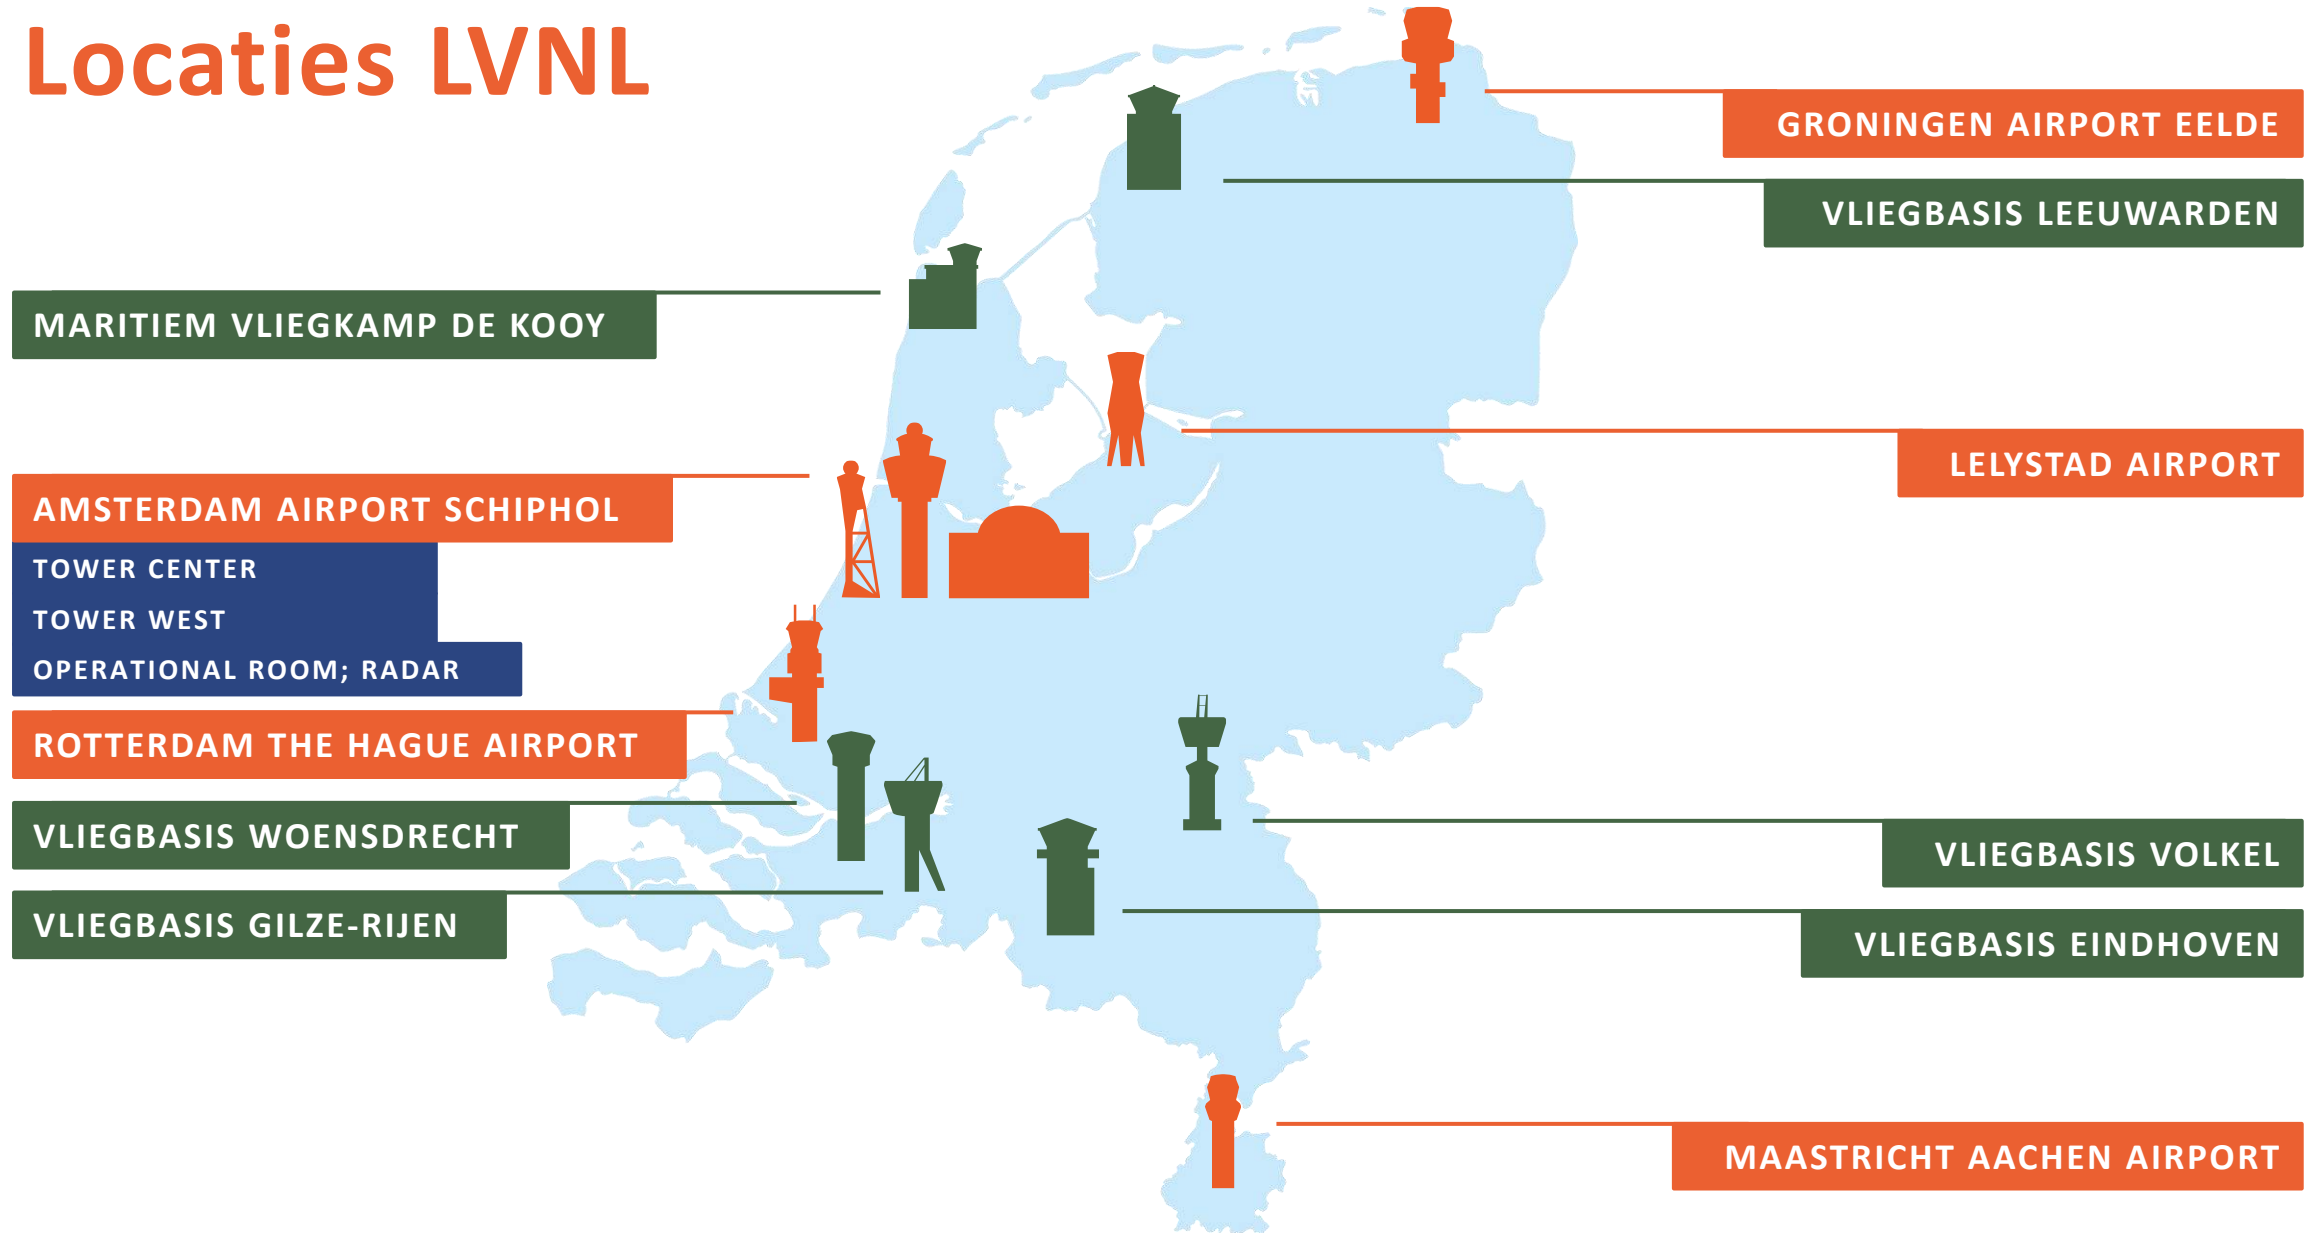 Locaties LVNL
GRONINGEN AIRPORT EELDE
VLIEGBASIS LEEUWARDEN
MARITIEM VLIEGKAMP DE KOOY
LELYSTAD AIRPORT
AMSTERDAM AIRPORT SCHIPHOL
TOWER CENTER
TOWER WEST
OPERATIONAL ROOM; RADAR
ROTTERDAM THE HAGUE AIRPORT
VLIEGBASIS WOENSDRECHT
VLIEGBASIS GILZE-RIJEN
VLIEGBASIS VOLKEL
VLIEGBASIS EINDHOVEN
MAASTRICHT AACHEN AIRPORT